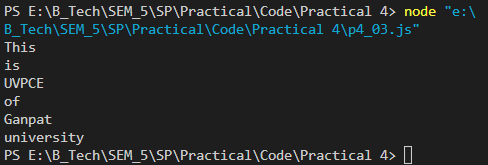 PS E:\B_Tech\SEM_5\SP\Practical\Code\Practical 4> node "e:\
B_Tech\SEM_5\SP\Practical\Code\Practical 4\p4_03.js"
This
is
UVPCE
of
Ganpat
university
PS E:\B_Tech\SEM_5\SP\Practical\Code\Practical 4>